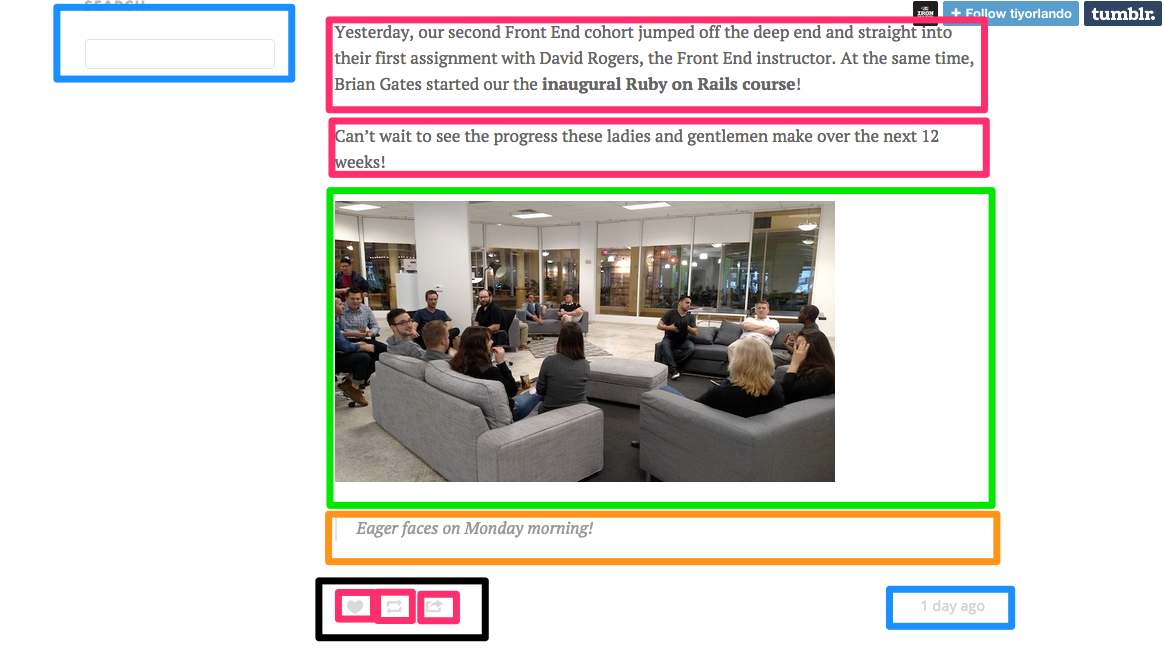 SEARCH
THE
IRON
+ Follow tiyorlando
tumblr.
Yesterday, our second Front End cohort jumped off the deep end and straight into
their first assignment with David Rogers, the Front End instructor. At the same time,
Brian Gates started our the inaugural Ruby on Rails course!
Can’t wait to see the progress these ladies and gentlemen make over the next 12
weeks!
Eager faces on Monday morning!
1 day ago